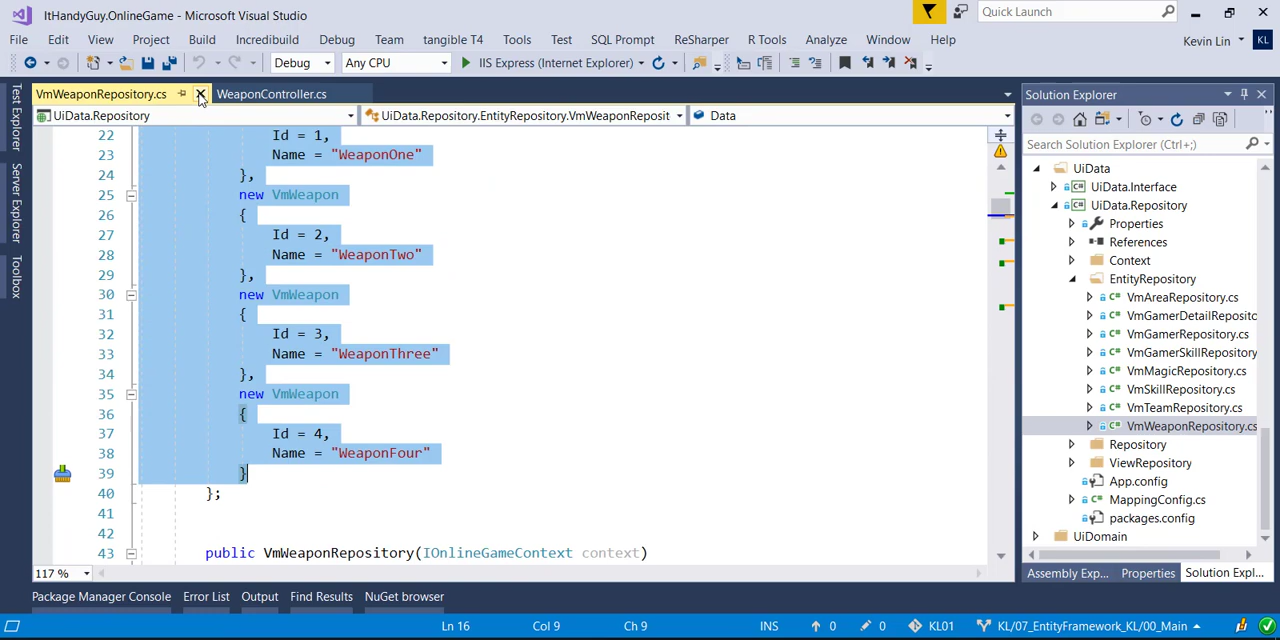 ItHandyGuy.OnlineGame - Microsoft Visual Studio
Quick Launch
File Edit View Project Build Incredibuild Debug Team tangible T4 Tools Test SQL Prompt ReSharper R Tools Analyze Window Help
Kevin Lin KL
Debug Any CPU IIS Express (Internet Explorer)
VmWeaponRepository.cs WeaponController.cs
UiData.Repository UiData.Repository.EntityRepository.VmWeaponReposit Data
Test Explorer
Server Explorer
Toolbox
22 Id = 1,
23 Name = "WeaponOne"
24 },
25 new VmWeapon
26 {
27 Id = 2,
28 Name = "WeaponTwo"
29 },
30 new VmWeapon
31 {
32 Id = 3,
33 Name = "WeaponThree"
34 },
35 new VmWeapon
36 {
37 Id = 4,
38 Name = "WeaponFour"
39 }
40 };
41
42
43 public VmWeaponRepository(IOnlineGameContext context)
117 %
Solution Explorer
Search Solution Explorer (Ctrl+;)
UiData
UiData.Interface
C# UiData.Repository
Properties
References
Context
EntityRepository
C# VmAreaRepository.cs
C# VmGamerDetailReposito
C# VmGamerRepository.cs
C# VmGamerSkillRepository
C# VmMagicRepository.cs
C# VmSkillRepository.cs
C# VmTeamRepository.cs
C# VmWeaponRepository.cs
Repository
ViewRepository
App.config
C# MappingConfig.cs
packages.config
UiDomain
Assembly Exp... Properties Solution Expl...
Package Manager Console Error List Output Find Results NuGet browser
Ln 16 Col 9 Ch 9 INS 0 0 KL01 KL/07_EntityFramework_KL/00_Main